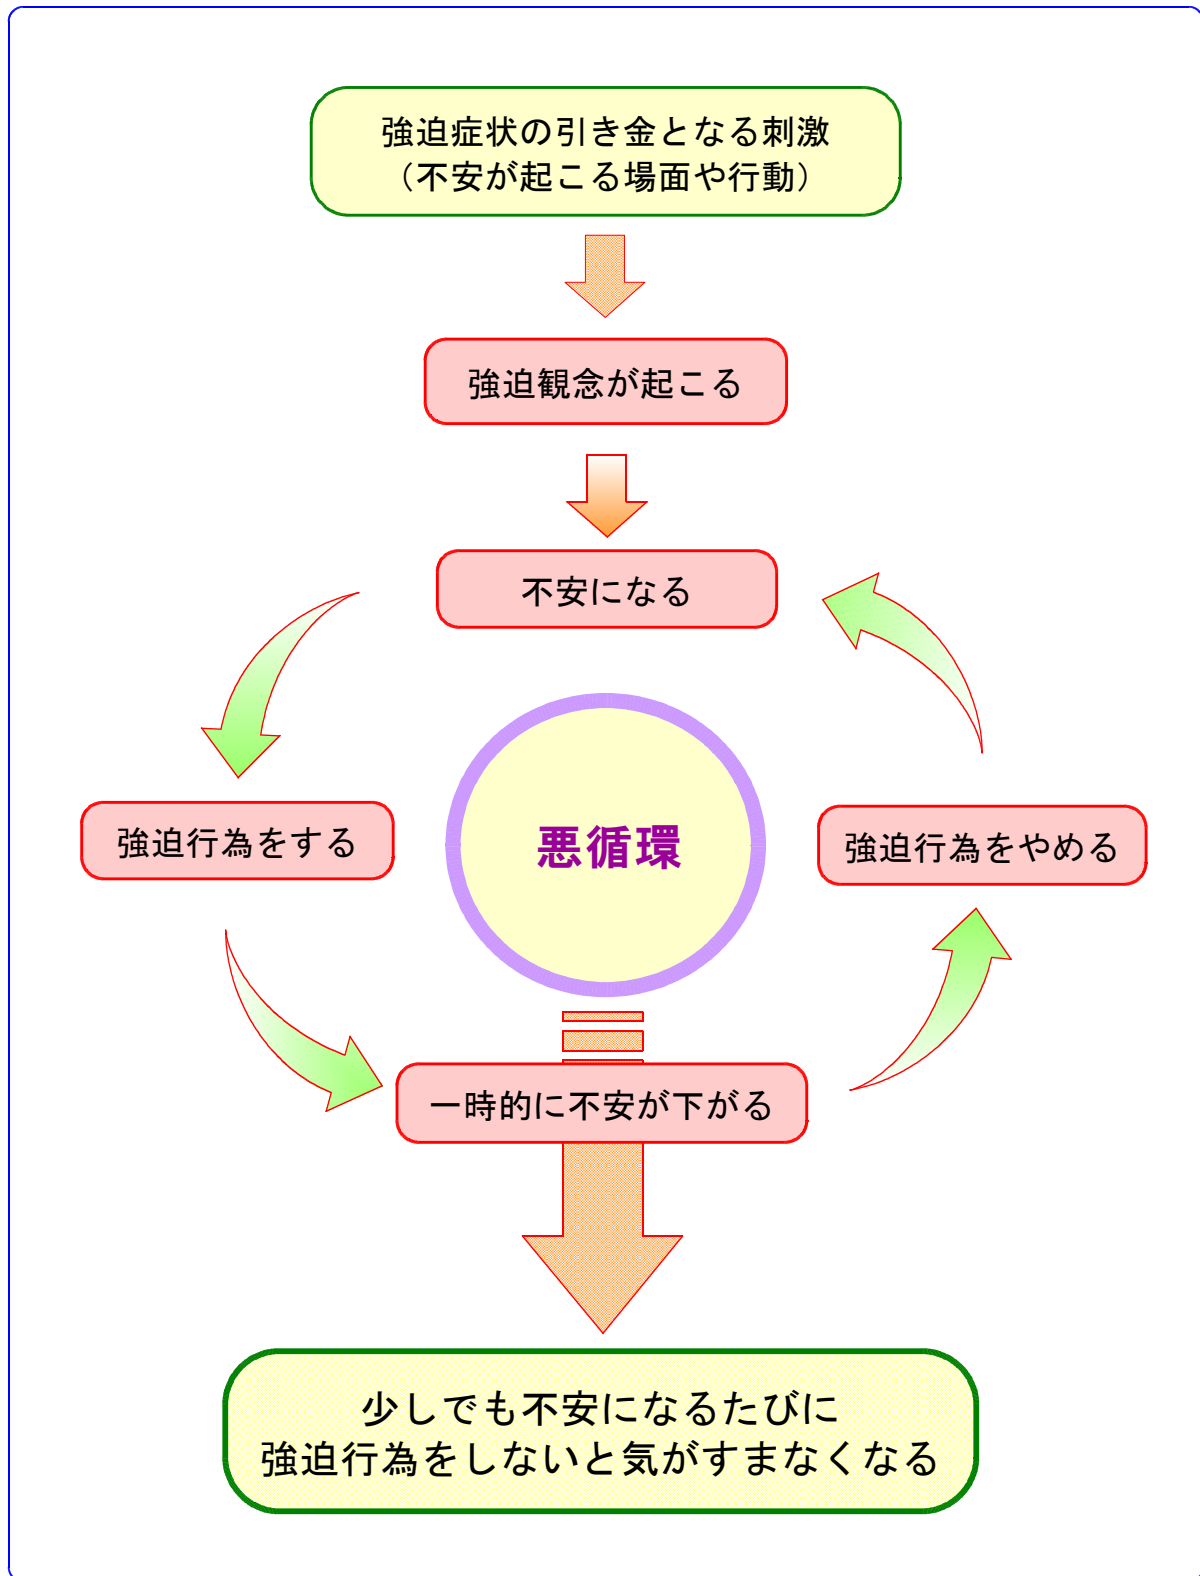 強迫症状の引き金となる刺激
（不安が起こる場面や行動）
強迫観念が起こる
不安になる
強迫行為をする
悪循環
強迫行為をやめる
一時的に不安が下がる
少しでも不安になるたびに
強迫行為をしないと気がすまなくなる